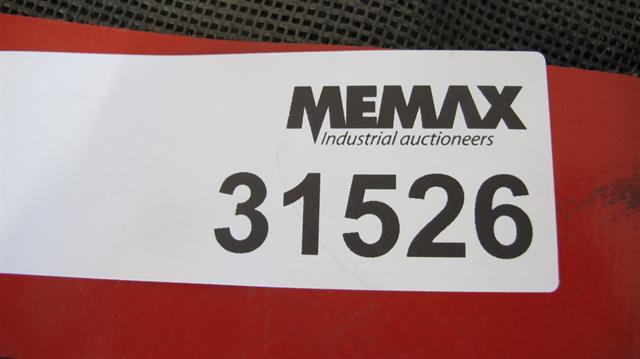 MEMAX
Industrial auctioneers
31526